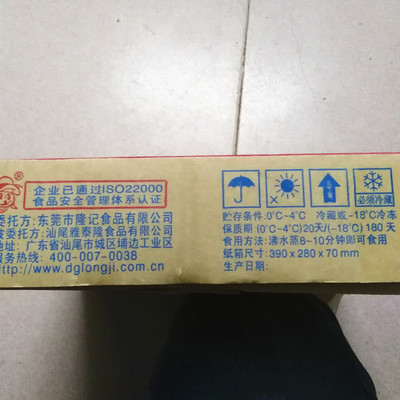 企业已通过ISO22000
食品安全管理体系认证
委托方:东莞市隆记食品有限公司
被委托方:汕尾雅泰隆食品有限公司
地址:广东省汕尾市城区埔边工业区
服务热线:400-007-0038
http://www.dglongji.com.cn
必须冷藏
贮存条件:0℃~4℃ 冷藏或-18℃冷冻
保质期:(0℃~4℃)20天/(-18℃)180天
食用方法:沸水蒸8-10分钟即可食用
纸箱尺寸:390x280x70mm
生产日期: